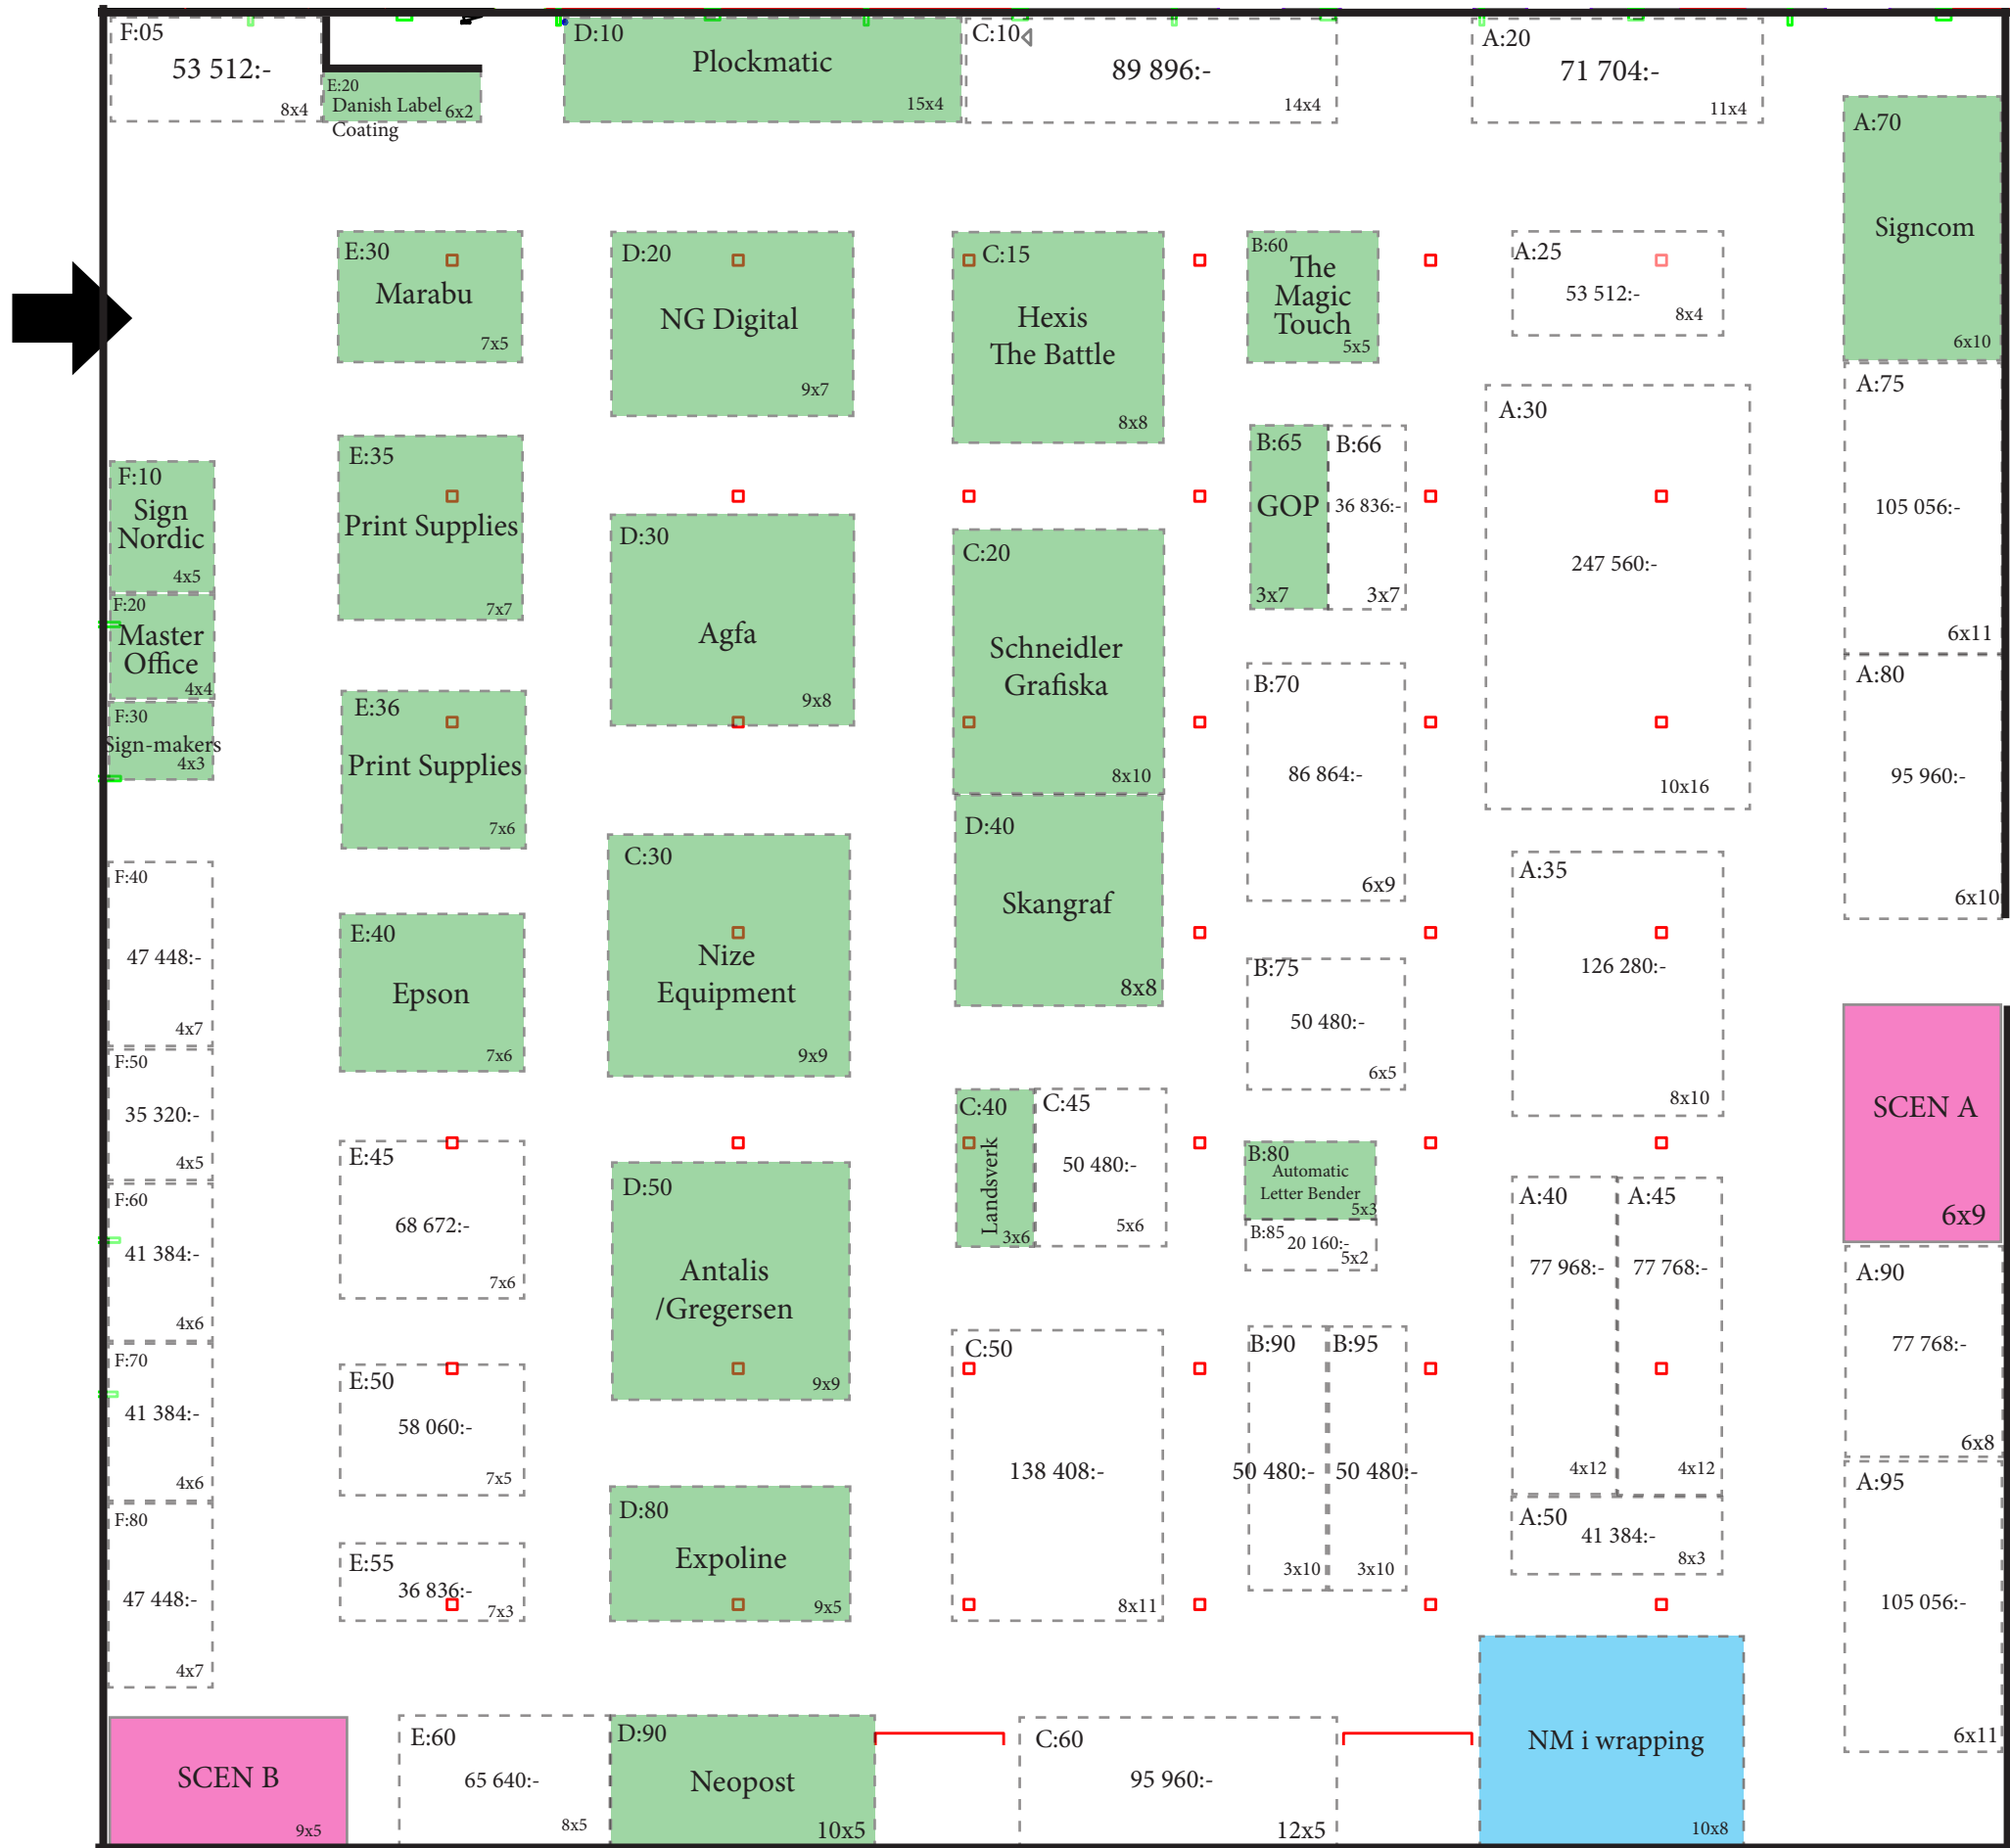 F:05
53 512:-
8x4
E:20
Danish Label
6x2
Coating
D:10
Plockmatic
15x4
C:10
89 896:-
14x4
A:20
71 704:-
11x4
A:70
Signcom
6x10
E:30
Marabu
7x5
D:20
NG Digital
9x7
C:15
Hexis
The Battle
8x8
B:60
The
Magic
Touch
5x5
A:25
53 512:-
8x4
A:75
105 056:-
6x11
A:30
247 560:-
10x16
B:65
GOP
3x7
B:66
36 836:-
3x7
F:10
Sign
Nordic
4x5
E:35
Print Supplies
7x7
D:30
Agfa
9x8
C:20
Schneidler
Grafiska
8x10
F:20
Master
Office
4x4
F:30
Sign-makers
4x3
E:36
Print Supplies
7x6
B:70
86 864:-
6x9
A:80
95 960:-
6x10
C:30
Nize
Equipment
9x9
D:40
Skangraf
8x8
A:35
126 280:-
8x10
F:40
47 448:-
4x7
E:40
Epson
7x6
B:75
50 480:-
6x5
SCEN A
6x9
F:50
35 320:-
4x5
C:40
Landsverk
3x6
C:45
50 480:-
5x6
B:80
Automatic
Letter Bender
5x3
B:85
20 160:-
5x2
E:45
68 672:-
7x6
D:50
Antalis
/Gregersen
9x9
A:40
77 968:-
4x12
A:45
77 768:-
4x12
F:60
41 384:-
4x6
A:90
77 768:-
6x8
F:70
41 384:-
4x6
E:50
58 060:-
7x5
C:50
138 408:-
8x11
B:90
50 480:-
3x10
B:95
50 480:-
3x10
A:50
41 384:-
8x3
A:95
105 056:-
6x11
F:80
47 448:-
4x7
E:55
36 836:-
7x3
D:80
Expoline
9x5
SCEN B
9x5
E:60
65 640:-
8x5
D:90
Neopost
10x5
C:60
95 960:-
12x5
NM i wrapping
10x8